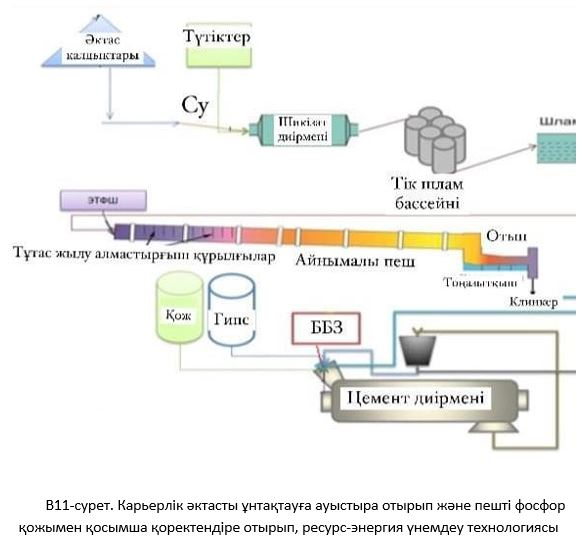 Әктас
қалдықтары
Түтіктер
Су
Шикізат
диірмені
Шлам
Тік шлам
бассейні
ЭТФШ
Тұтас жылу алмастырғыш құрылғылар
Айнымалы пеш
Отын
Тоңазытқыш
Клинкер
Қож
Гипс
ББЗ
Цемент диірмені
В11-сурет. Карьерлік әктасты ұнтақтауға ауыстыра отырып және пешті фосфор
қожымен қосымша қоректендіре отырып, ресурс-энергия үнемдеу технологиясы